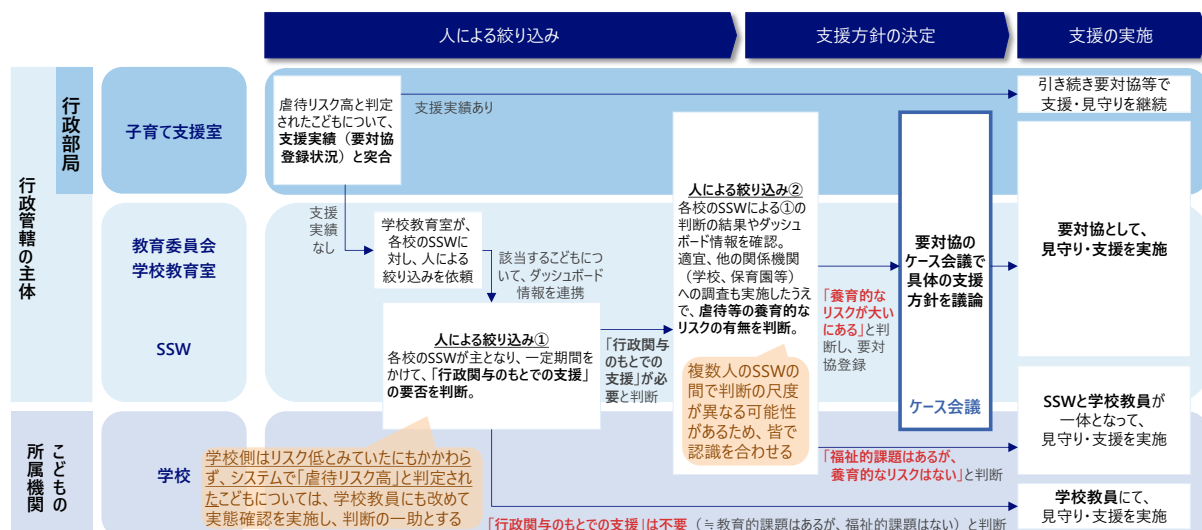 人による絞り込み
支援方針の決定
支援の実施
行政管轄の主体
行政部局
子育て支援室
教育委員会
学校教育室
SSW
こどもの
所属機関
学校
虐待リスク高と判定
されたこどもについて、
支援実績（要対協
登録状況）と突合
支援実績あり
引き続き要対協等で
支援・見守りを継続
支援
実績
なし
学校教育室が、
各校のSSWに
対し、人による
絞り込みを依頼
該当するこどもに
ついて、ダッシュボード
情報を連携
人による絞り込み①
各校のSSWが主となり、一定期間を
かけて、「行政関与のもとでの支援」
の要否を判断。
「行政関与
のもとでの
支援」が必
要と判断
人による絞り込み②
各校のSSWによる①の
判断の結果やダッシュ
ボード情報を確認。
適宜、他の関係機関
（学校、保育園等）
への調査も実施したうえ
で、虐待等の養育的な
リスクの有無を判断。
複数人のSSWの
間で判断の尺度
が異なる可能性
があるため、皆で
認識を合わせる
「養育的な
リスクが大い
にある」と判
断し、要対
協登録
要対協の
ケース会議で
具体の支援
方針を議論
ケース会議
要対協として、
見守り・支援を実施
SSWと学校教員が
一体となって、
見守り・支援を実施
学校側はリスク低とみていたにもかかわら
ず、システムで「虐待リスク高」と判定され
たこどもについては、学校教員にも改めて
実態確認を実施し、判断の一助とする
「福祉的課題はあるが、
養育的なリスクはない」と判断
学校教員にて、
見守り・支援を実施
「行政関与のもとでの支援」は不要（≒教育的課題はあるが、福祉的課題はない）と判断